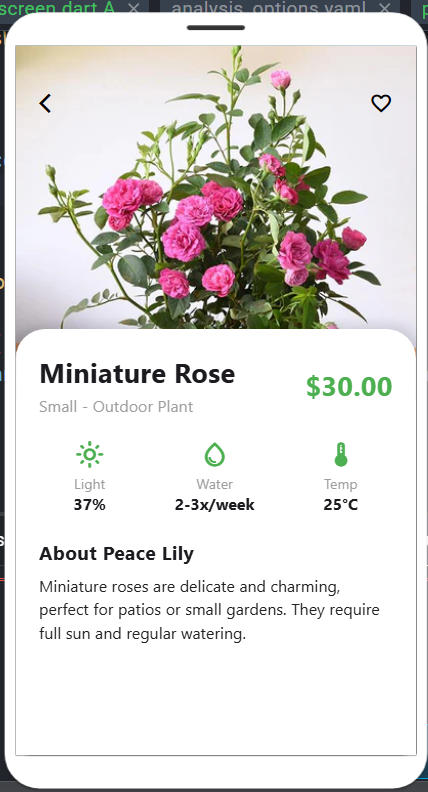 screen.dart A
analysis_options.yaml
Miniature Rose
$30.00
Small - Outdoor Plant
Light
Water
Temp
37%
2-3x/week
25°C
About Peace Lily
Miniature roses are delicate and charming,
perfect for patios or small gardens. They require
full sun and regular watering.